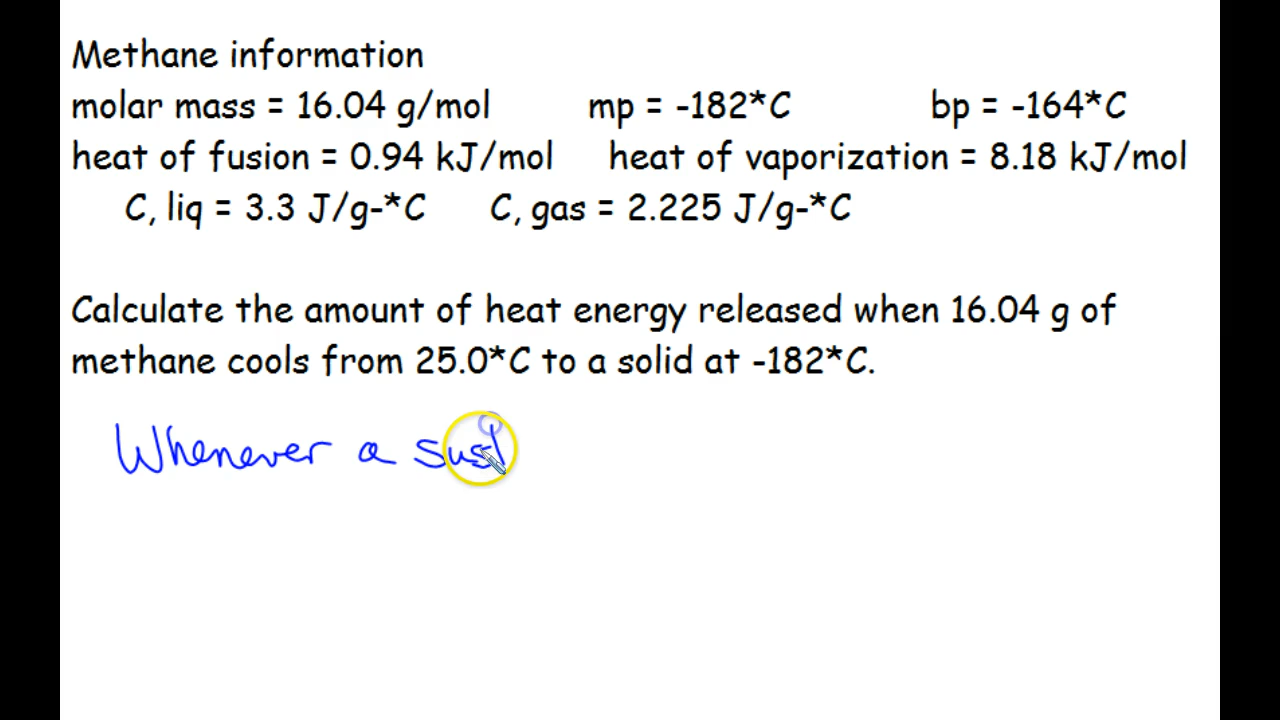 Methane information
molar mass = 16.04 g/mol mp = -182*C bp = -164*C
heat of fusion = 0.94 kJ/mol heat of vaporization = 8.18 kJ/mol
C, liq = 3.3 J/g-*C C, gas = 2.225 J/g-*C
Calculate the amount of heat energy released when 16.04 g of
methane cools from 25.0*C to a solid at -182*C.
Whenever a